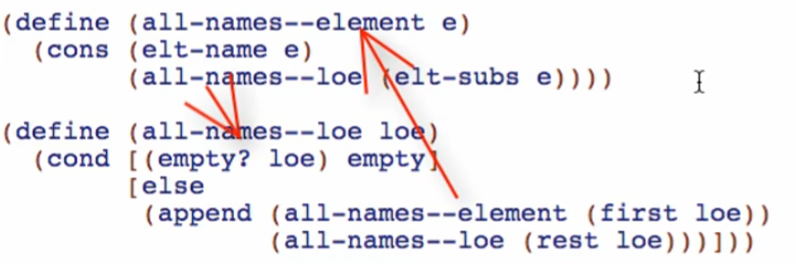 (define (all-names--element e)
(cons (elt-name e)
(all-names--loe (elt-subs e))))
(define (all-names--loe loe)
(cond [(empty? loe) empty]
[else
(append (all-names--element (first loe))
(all-names--loe (rest loe)))]))